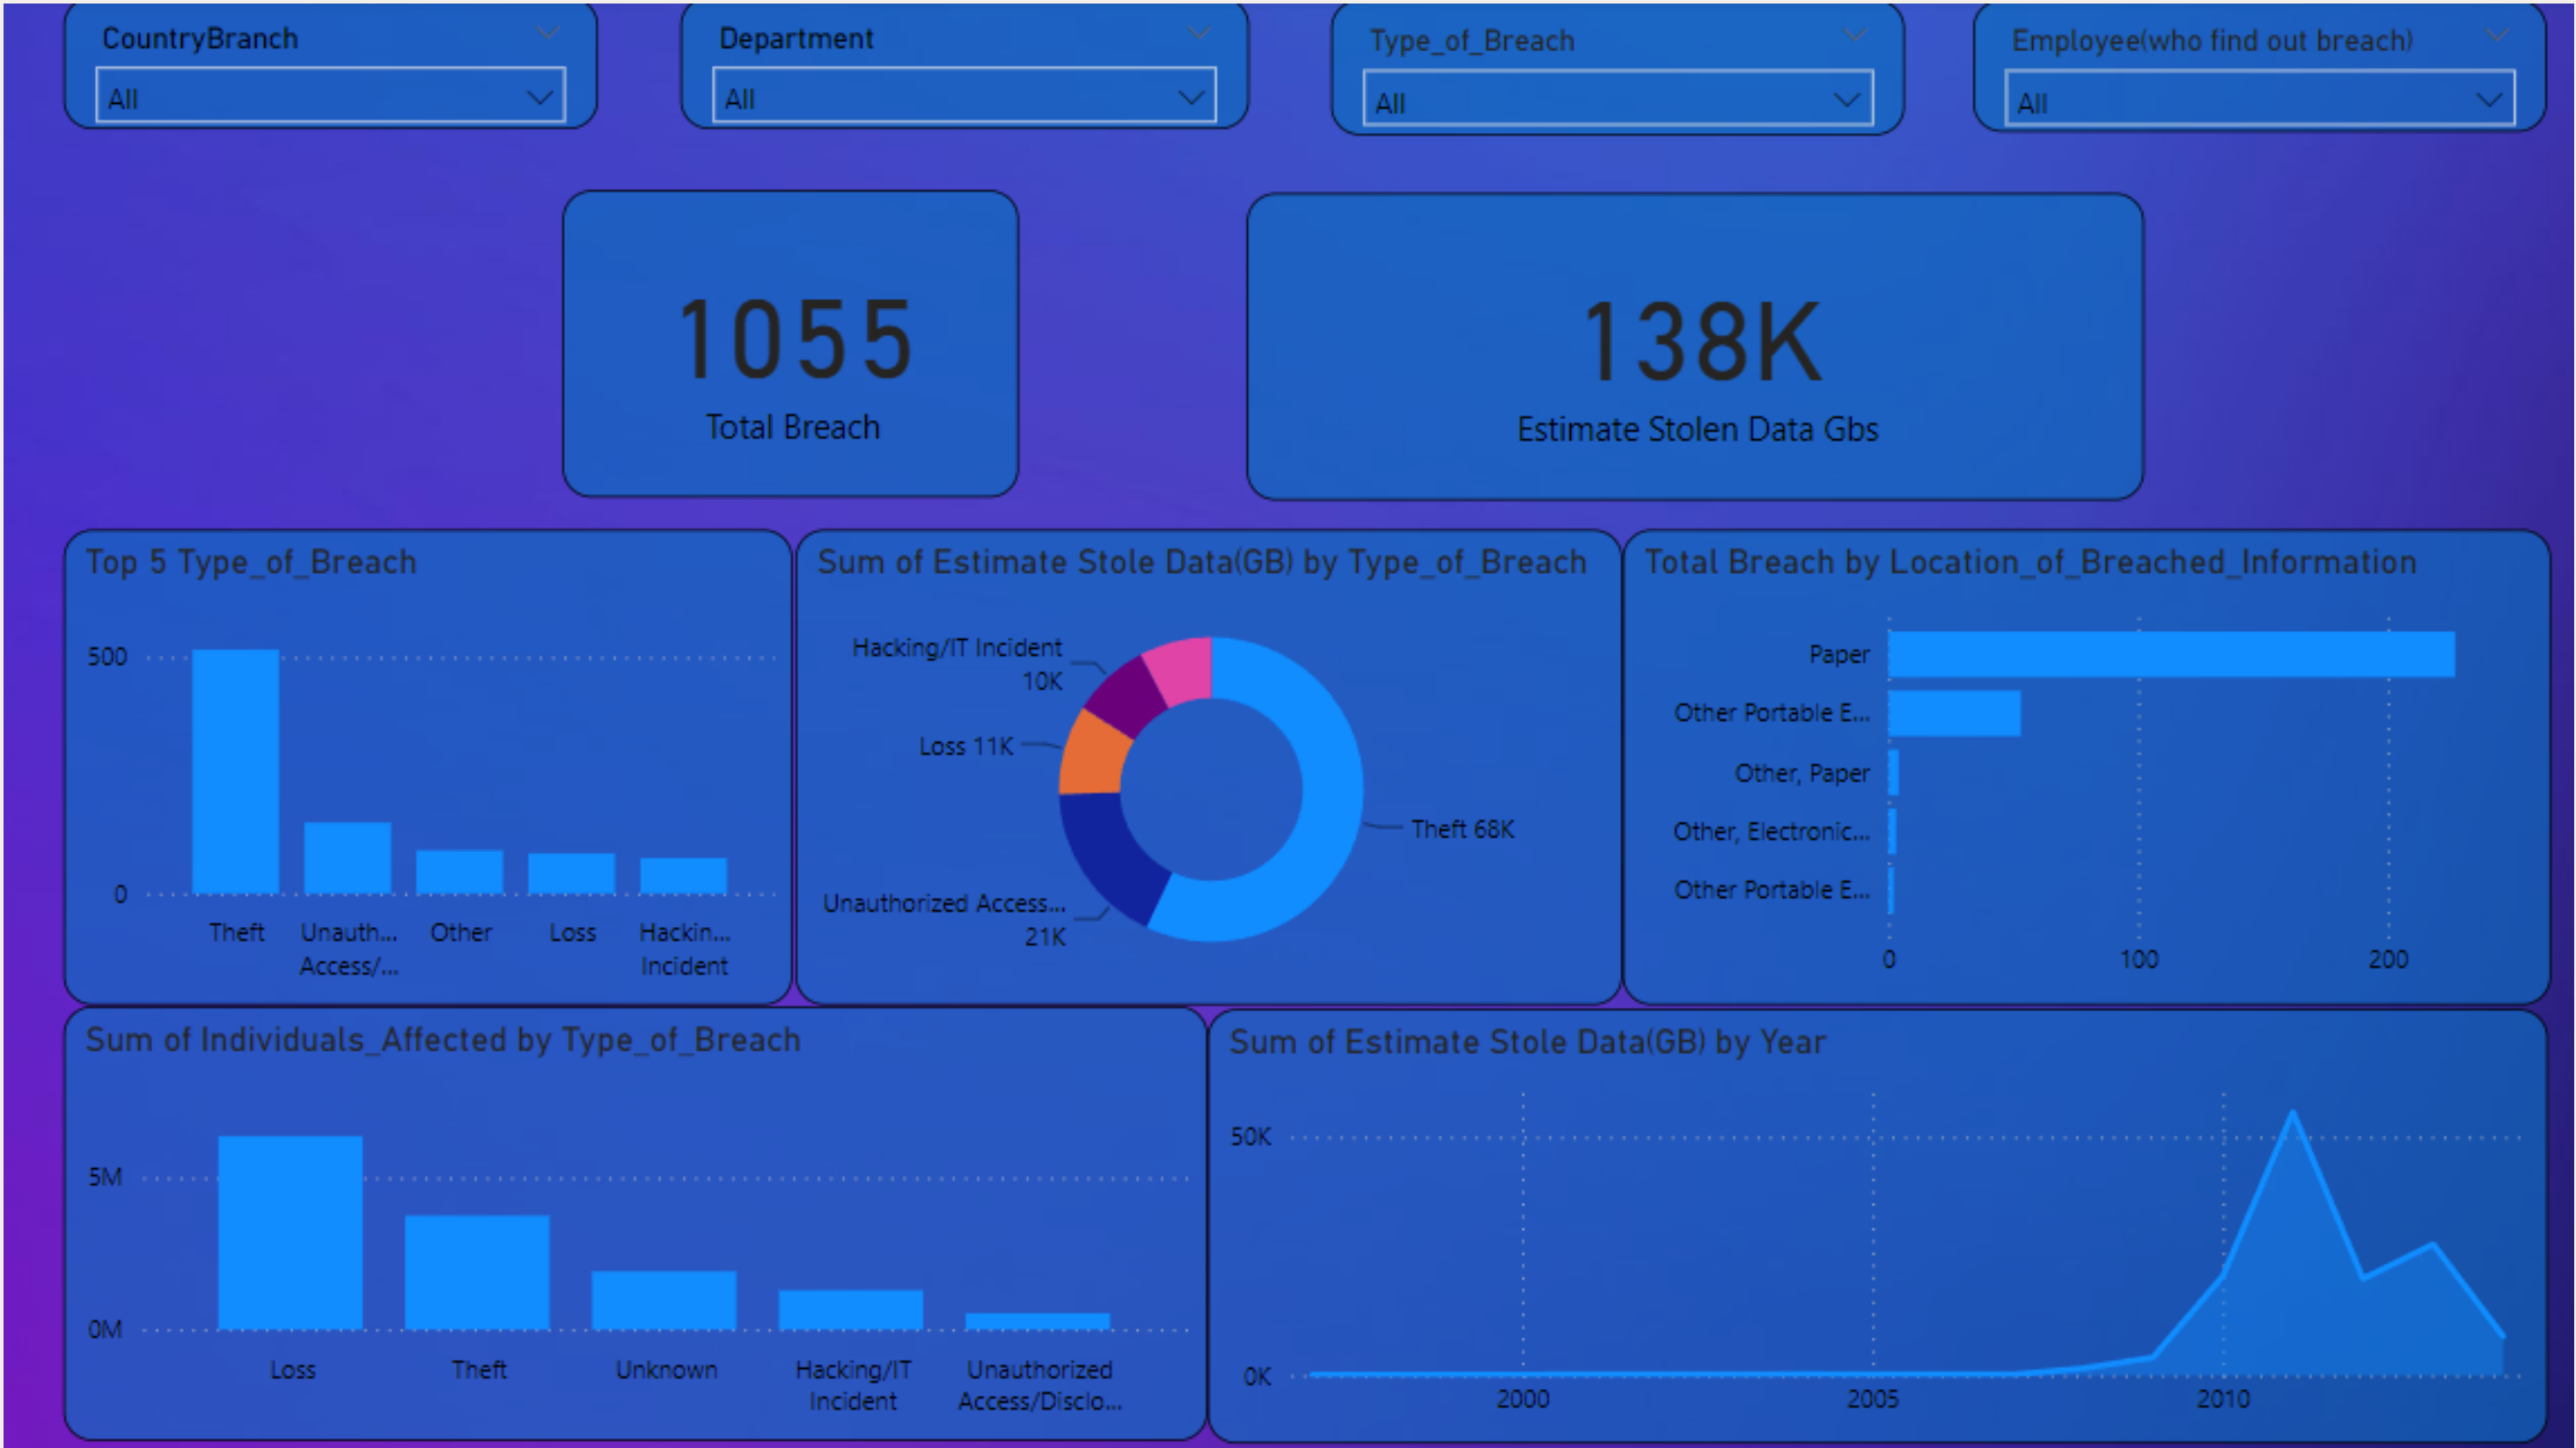 CountryBranch
All
Department
All
Type_of_Breach
All
Employee(who find out breach)
All
1055
Total Breach
138K
Estimate Stolen Data Gbs
Top 5 Type_of_Breach
500
0
Theft
Unauth...
Access/...
Other
Loss
Hackin...
Incident
Sum of Estimate Stole Data(GB) by Type_of_Breach
Hacking/IT Incident
10K
Loss 11K
Unauthorized Access...
21K
Theft 68K
Total Breach by Location_of_Breached_Information
Paper
Other Portable E...
Other, Paper
Other, Electronic...
Other Portable E...
0 100 200
Sum of Individuals_Affected by Type_of_Breach
5M
0M
Loss
Theft
Unknown
Hacking/IT
Incident
Unauthorized
Access/Disclo...
Sum of Estimate Stole Data(GB) by Year
50K
0K
2000 2005 2010